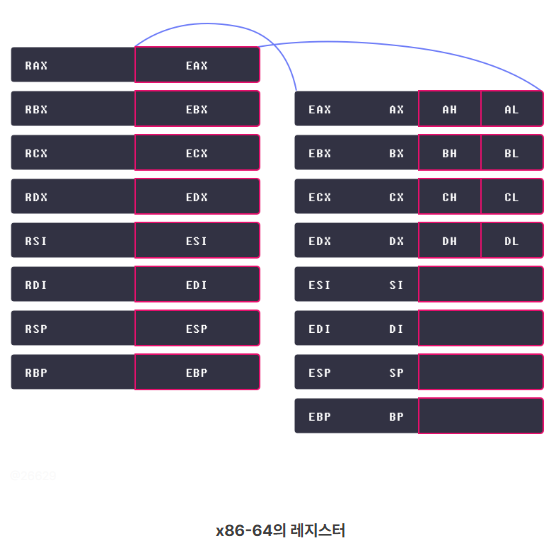 RAX EAX
RBX EBX
RCX ECX
RDX EDX
RSI ESI
RDI EDI
RSP ESP
RBP EBP
EAX AX AH AL
EBX BX BH BL
ECX CX CH CL
EDX DX DH DL
ESI SI
EDI DI
ESP SP
EBP BP
x86-64의 레지스터